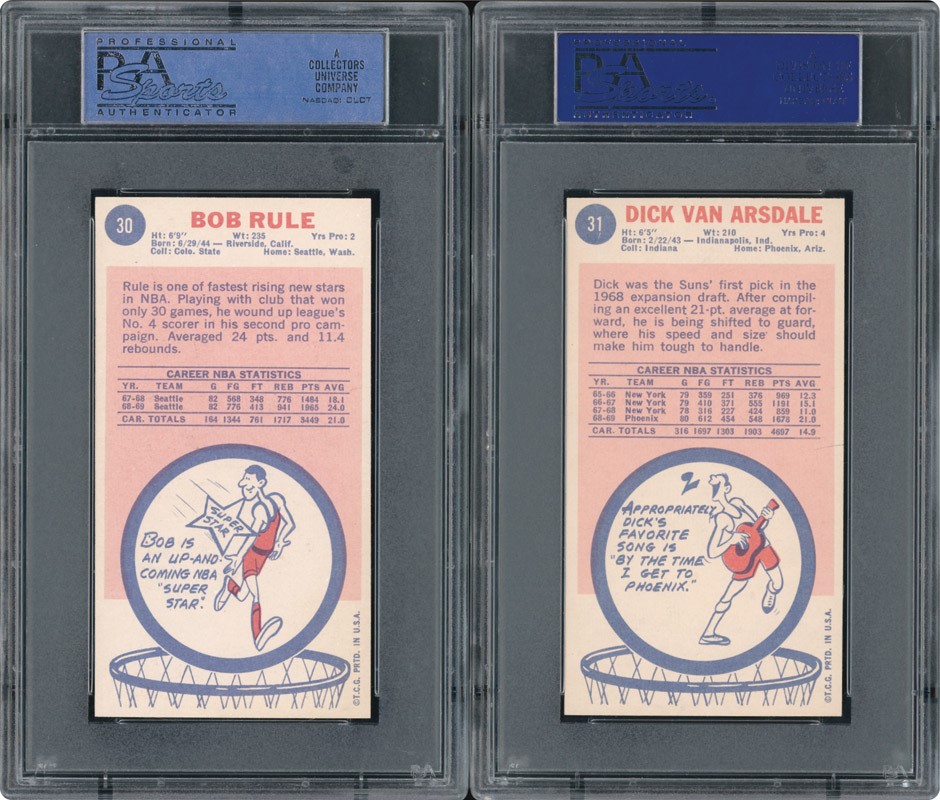 PROFESSIONAL
PSA
Sports
AUTHENTICATOR
A
COLLECTORS
UNIVERSE
COMPANY
NASDAQ: CLCT
30
BOB RULE
Ht: 6'9" Wt: 235 Yrs Pro: 2
Born: 6/29/44 — Riverside, Calif.
Coll: Colo. State Home: Seattle, Wash.
Rule is one of fastest rising new stars
in NBA. Playing with club that won
only 30 games, he wound up league's
No. 4 scorer in his second pro cam-
paign. Averaged 24 pts. and 11.4
rebounds.
CAREER NBA STATISTICS
YR. TEAM G FG FT REB PTS AVG
67-68 Seattle 82 568 348 776 1484 18.1
68-69 Seattle 82 776 413 941 1965 24.0
CAR. TOTALS 164 1344 761 1717 3449 21.0
SUPER
STAR
BOB IS
AN UP-AND-
COMING NBA
"SUPER
STAR."
©T.C.G. PRTD. IN U.S.A.
PROFESSIONAL
PSA
Sports
AUTHENTICATOR
31
DICK VAN ARSDALE
Ht: 6'5" Wt: 210 Yrs Pro: 4
Born: 2/22/43 — Indianapolis, Ind.
Coll: Indiana Home: Phoenix, Ariz.
Dick was the Suns' first pick in the
1968 expansion draft. After compil-
ing an excellent 21-pt. average at for-
ward, he is being shifted to guard,
where his speed and size should
make him tough to handle.
CAREER NBA STATISTICS
YR. TEAM G FG FT REB PTS AVG
65-66 New York 79 359 251 376 969 12.3
66-67 New York 79 410 371 555 1191 15.1
67-68 New York 78 316 227 424 859 11.0
68-69 Phoenix 80 612 454 548 1678 21.0
CAR. TOTALS 316 1697 1303 1903 4697 14.9
APPROPRIATELY
DICK'S
FAVORITE
SONG IS
"BY THE TIME
I GET TO
PHOENIX."
©T.C.G. PRTD. IN U.S.A.